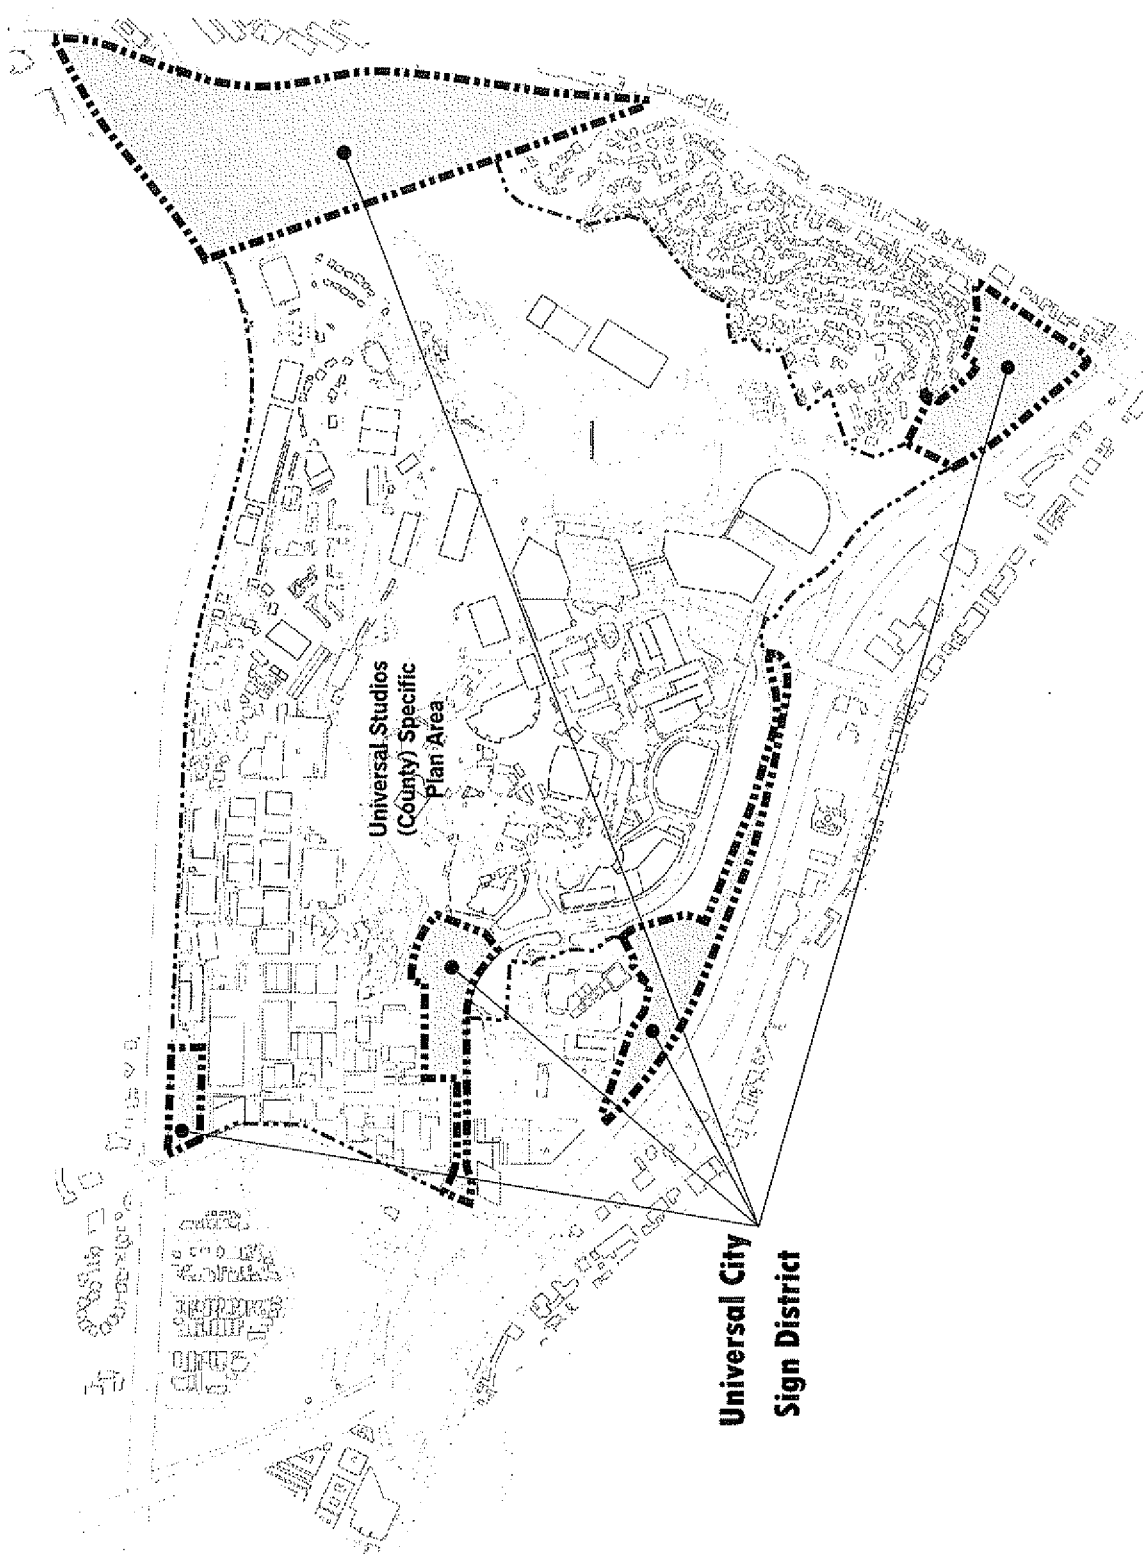 Universal Studios
(County) Specific
Plan Area
Universal City
Sign District